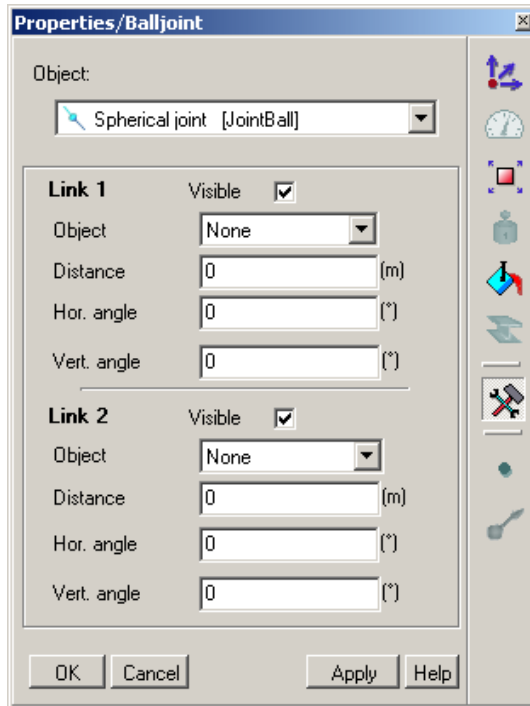 Properties/Balljoint
Object:
Spherical joint [JointBall]
Link 1 Visible
Object None
Distance 0 (m)
Hor. angle 0 (°)
Vert. angle 0 (°)
Link 2 Visible
Object None
Distance 0 (m)
Hor. angle 0 (°)
Vert. angle 0 (°)
OK Cancel Apply Help